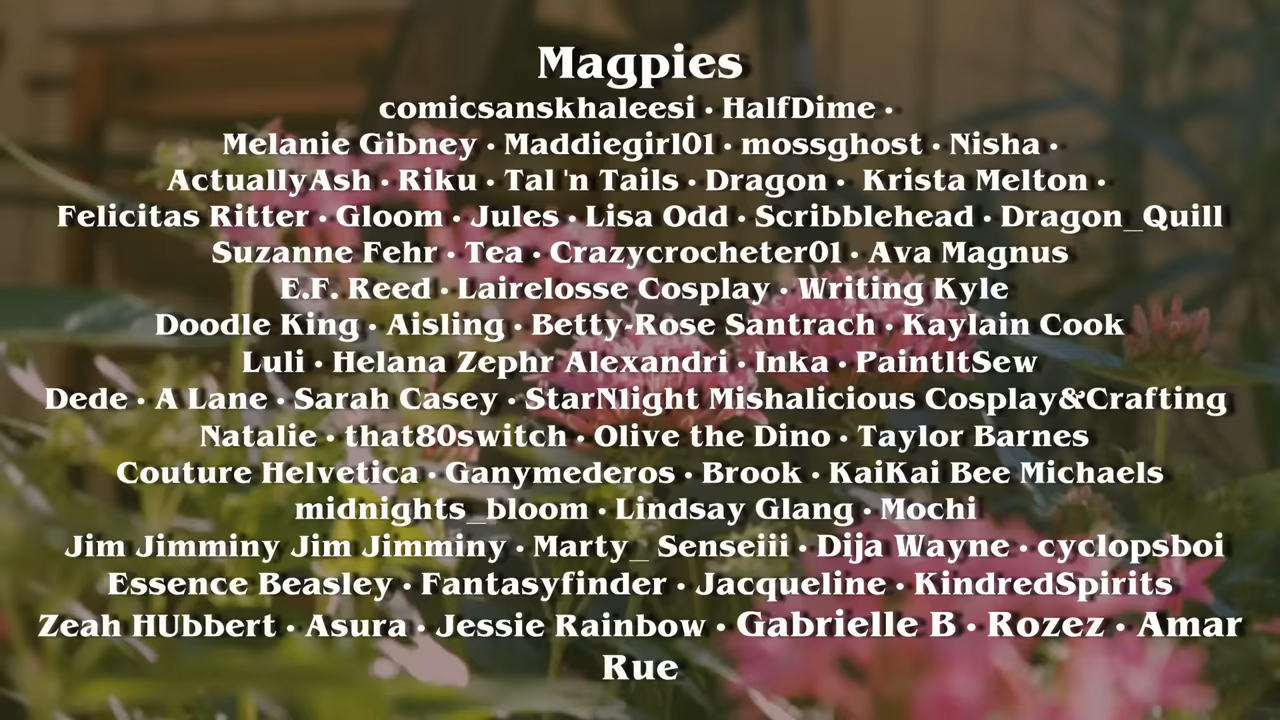 Magpies
comicsanskhaleesi • HalfDime •
Melanie Gibney • Maddiegirl01 • mossghost • Nisha •
ActuallyAsh • Riku • Tal 'n Tails • Dragon • Krista Melton •
Felicitas Ritter • Gloom • Jules • Lisa Odd • Scribblehead • Dragon_Quill
Suzanne Fehr • Tea • Crazycrocheter01 • Ava Magnus
E.F. Reed • Lairelosse Cosplay • Writing Kyle
Doodle King • Aisling • Betty-Rose Santrach • Kaylain Cook
Luli • Helana Zephr Alexandri • Inka • PaintItSew
Dede • A Lane • Sarah Casey • StarN1ight Mishalicious Cosplay&Crafting
Natalie • that80switch • Olive the Dino • Taylor Barnes
Couture Helvetica • Ganymederos • Brook • KaiKai Bee Michaels
midnights_bloom • Lindsay Glang • Mochi
Jim Jimminy Jim Jimminy • Marty_ Senseiii • Dija Wayne • cyclopsboi
Essence Beasley • Fantasyfinder • Jacqueline • KindredSpirits
Zeah HUbbert • Asura • Jessie Rainbow • Gabrielle B • Rozez • Amar
Rue